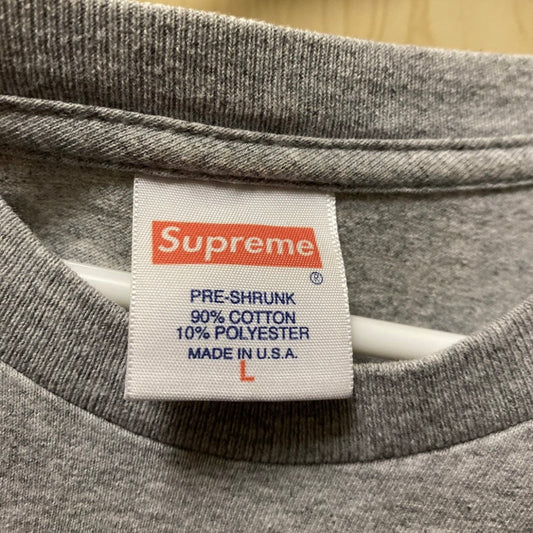 Supreme
®
PRE-SHRUNK
90% COTTON
10% POLYESTER
MADE IN U.S.A.
L